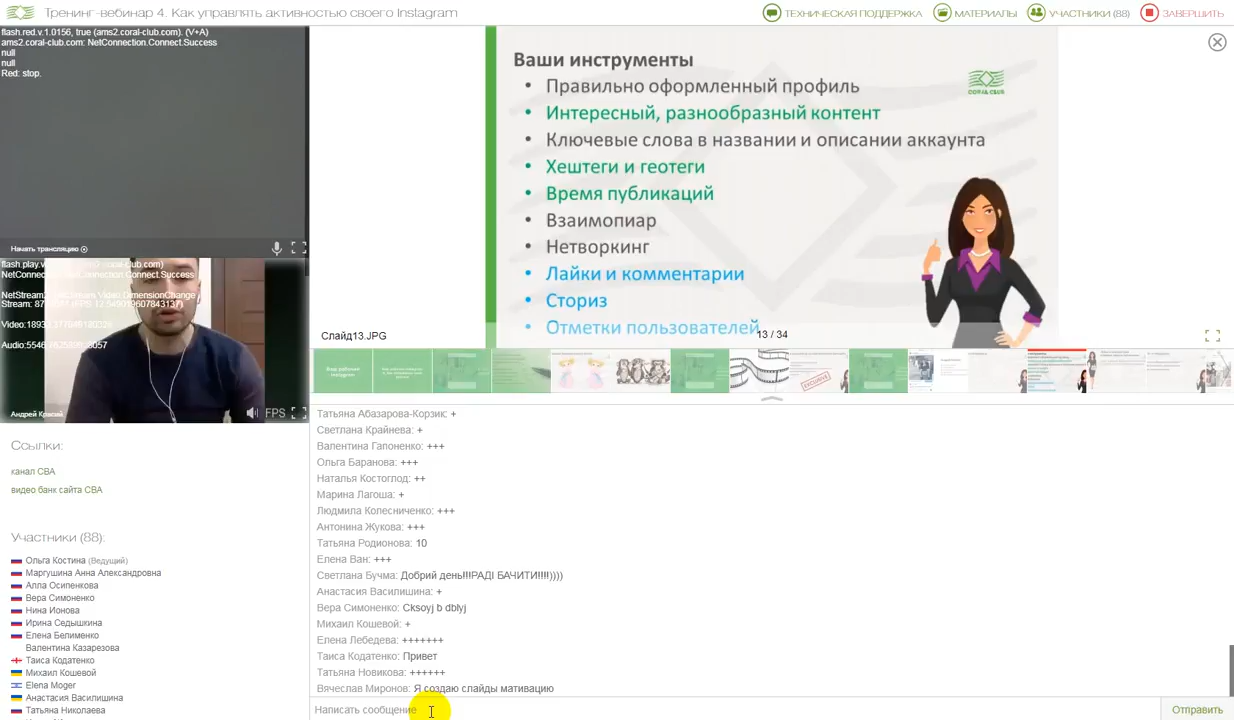 Тренинг-вебинар 4. Как управлять активностью своего Instagram
ТЕХНИЧЕСКАЯ ПОДДЕРЖКА
МАТЕРИАЛЫ
УЧАСТНИКИ (88)
ЗАВЕРШИТЬ
flash.red.v.1.0156, true (ams2.coral-club.com). (V+A)
ams2.coral-club.com: NetConnection.Connect.Success
null
null
Red: stop.
Начать трансляцию
NetStream
Андрей Кракий
FPS
Ваши инструменты
• Правильно оформленный профиль
• Интересный, разнообразный контент
• Ключевые слова в названии и описании аккаунта
• Хештеги и геотеги
• Время публикаций
• Взаимопиар
• Нетворкинг
• Лайки и комментарии
• Сториз
• Отметки пользователей
CORAL CLUB
Слайд13.JPG
13 / 34
EXCLUSIVE
Ссылки:
канал СВА
видео банк сайта СВА
Участники (88):
Ольга Костина (Ведущий)
Маргушина Анна Александровна
Алла Осипенкова
Вера Симоненко
Нина Ионова
Ирина Седышкина
Елена Белименко
Валентина Казарезова
Таиса Кодатенко
Михаил Кошевой
Elena Moger
Анастасия Василишина
Татьяна Николаева
Татьяна Абазарова-Корзик: +
Светлана Крайнева: +
Валентина Гапоненко: +++
Ольга Баранова: +++
Наталья Костоглод: ++
Марина Лагоша: +
Людмила Колесниченко: +++
Антонина Жукова: +++
Татьяна Родионова: 10
Елена Ван: +++
Светлана Бучма: Добрий день!!!РАДІ БАЧИТИ!!!!))))
Анастасия Василишина: +
Вера Симоненко: Cksoyj b dblyj
Михаил Кошевой: +
Елена Лебедева: +++++++
Таиса Кодатенко: Привет
Татьяна Новикова: ++++++
Вячеслав Миронов: Я создаю слайды мативацию
Написать сообщение
Отправить